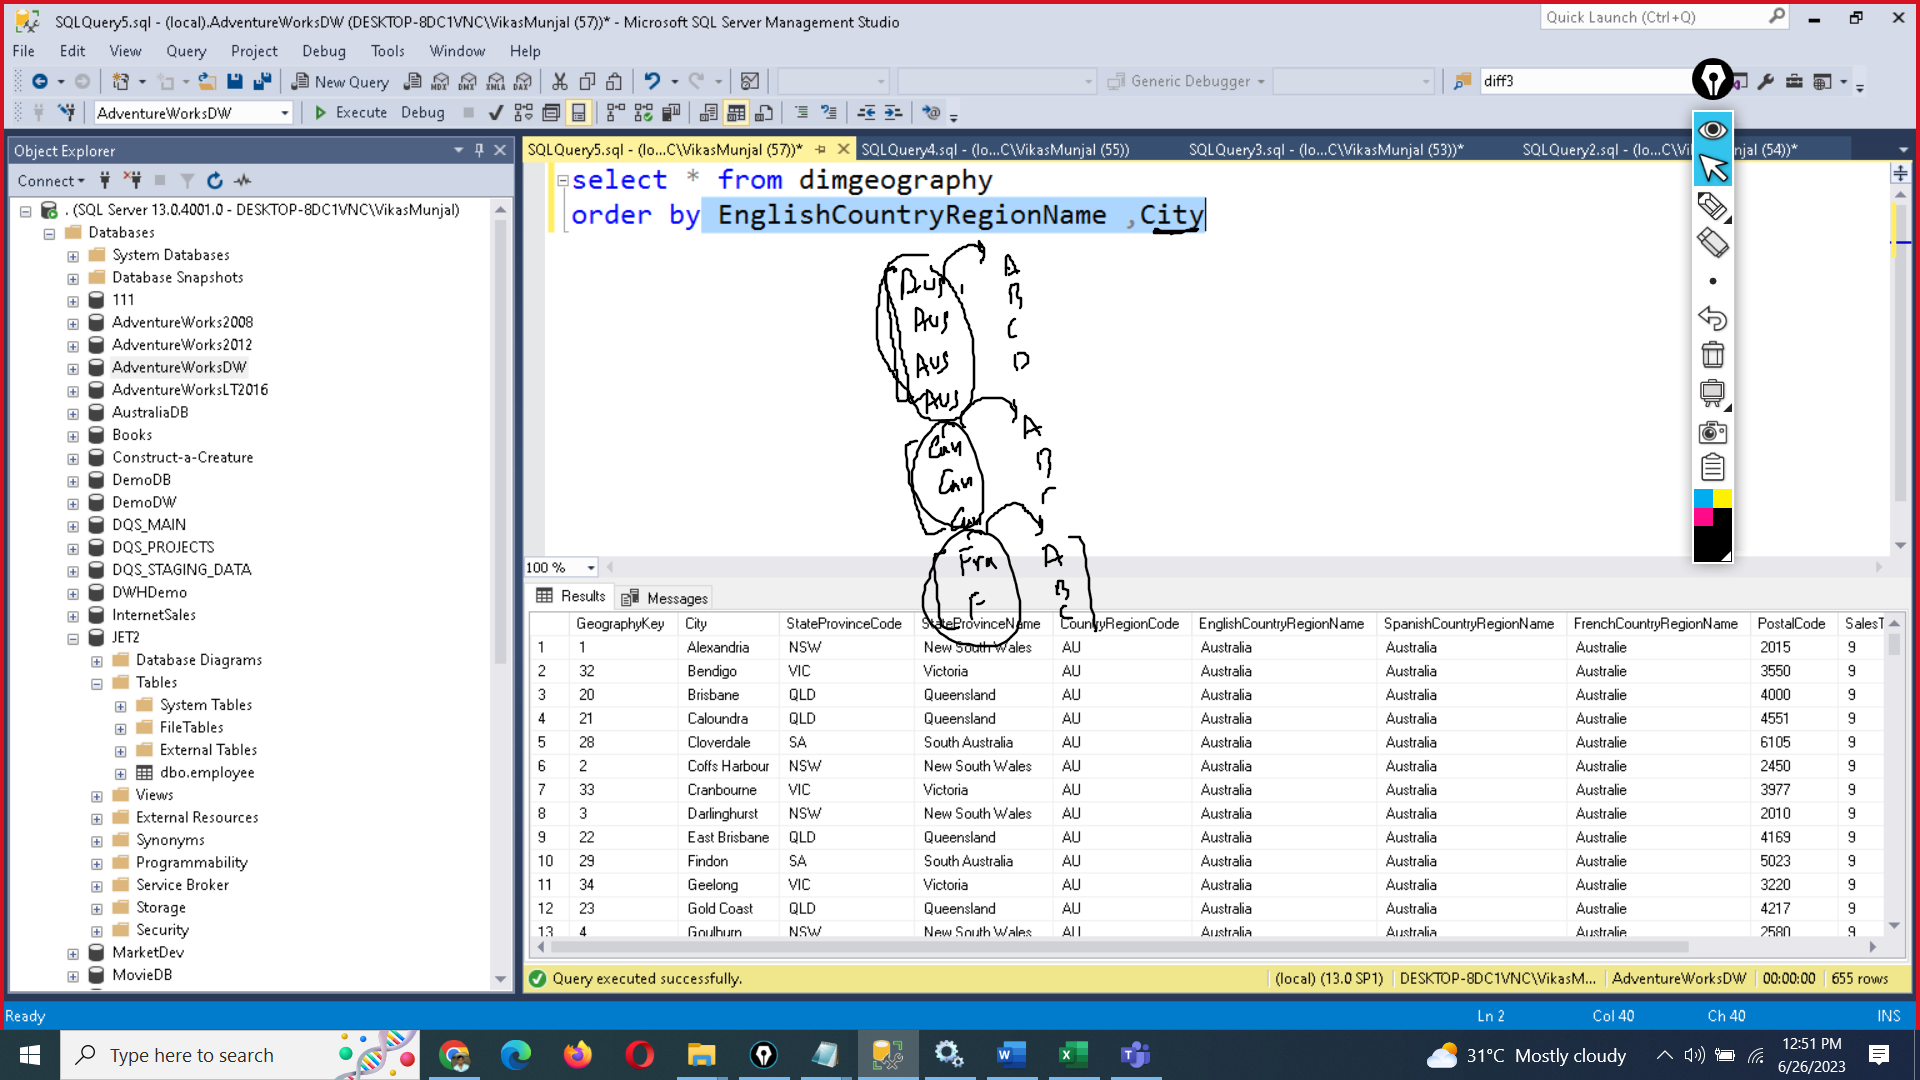 SQLQuery5.sql - (local).AdventureWorksDW (DESKTOP-8DC1VNC\VikasMunjal (57))* - Microsoft SQL Server Management Studio
Quick Launch (Ctrl+Q)
File Edit View Query Project Debug Tools Window Help
New Query
MDX DMX XMLA DAX
Generic Debugger
diff3
AdventureWorksDW
Execute Debug
Object Explorer
SQLQuery5.sql - (lo...C\VikasMunjal (57))*
SQLQuery4.sql - (lo...C\VikasMunjal (55))
SQLQuery3.sql - (lo...C\VikasMunjal (53))*
SQLQuery2.sql - (lo...C\Vi jal (54))*
Connect
. (SQL Server 13.0.4001.0 - DESKTOP-8DC1VNC\VikasMunjal)
Databases
System Databases
Database Snapshots
111
AdventureWorks2008
AdventureWorks2012
AdventureWorksDW
AdventureWorksLT2016
AustraliaDB
Books
Construct-a-Creature
DemoDB
DemoDW
DQS_MAIN
DQS_PROJECTS
DQS_STAGING_DATA
DWHDemo
InternetSales
JET2
Database Diagrams
Tables
System Tables
FileTables
External Tables
dbo.employee
Views
External Resources
Synonyms
Programmability
Service Broker
Storage
Security
MarketDev
MovieDB
select * from dimgeography
order by EnglishCountryRegionName ,City
Aus A
B
Aus C
Aus D
Aus
Can A
Can B
Can C
Fra A
F B
C
100 %
Results Messages
GeographyKey City StateProvinceCode StateProvinceName CountryRegionCode EnglishCountryRegionName SpanishCountryRegionName FrenchCountryRegionName PostalCode SalesT
1 1 Alexandria NSW New South Wales AU Australia Australia Australie 2015 9
2 32 Bendigo VIC Victoria AU Australia Australia Australie 3550 9
3 20 Brisbane QLD Queensland AU Australia Australia Australie 4000 9
4 21 Caloundra QLD Queensland AU Australia Australia Australie 4551 9
5 28 Cloverdale SA South Australia AU Australia Australia Australie 6105 9
6 2 Coffs Harbour NSW New South Wales AU Australia Australia Australie 2450 9
7 33 Cranbourne VIC Victoria AU Australia Australia Australie 3977 9
8 3 Darlinghurst NSW New South Wales AU Australia Australia Australie 2010 9
9 22 East Brisbane QLD Queensland AU Australia Australia Australie 4169 9
10 29 Findon SA South Australia AU Australia Australia Australie 5023 9
11 34 Geelong VIC Victoria AU Australia Australia Australie 3220 9
12 23 Gold Coast QLD Queensland AU Australia Australia Australie 4217 9
13 4 Goulburn NSW New South Wales AU Australia Australia Australie 2580 9
Query executed successfully.
(local) (13.0 SP1) DESKTOP-8DC1VNC\VikasM... AdventureWorksDW 00:00:00 655 rows
Ready Ln 2 Col 40 Ch 40 INS
Type here to search
31°C Mostly cloudy
12:51 PM
6/26/2023